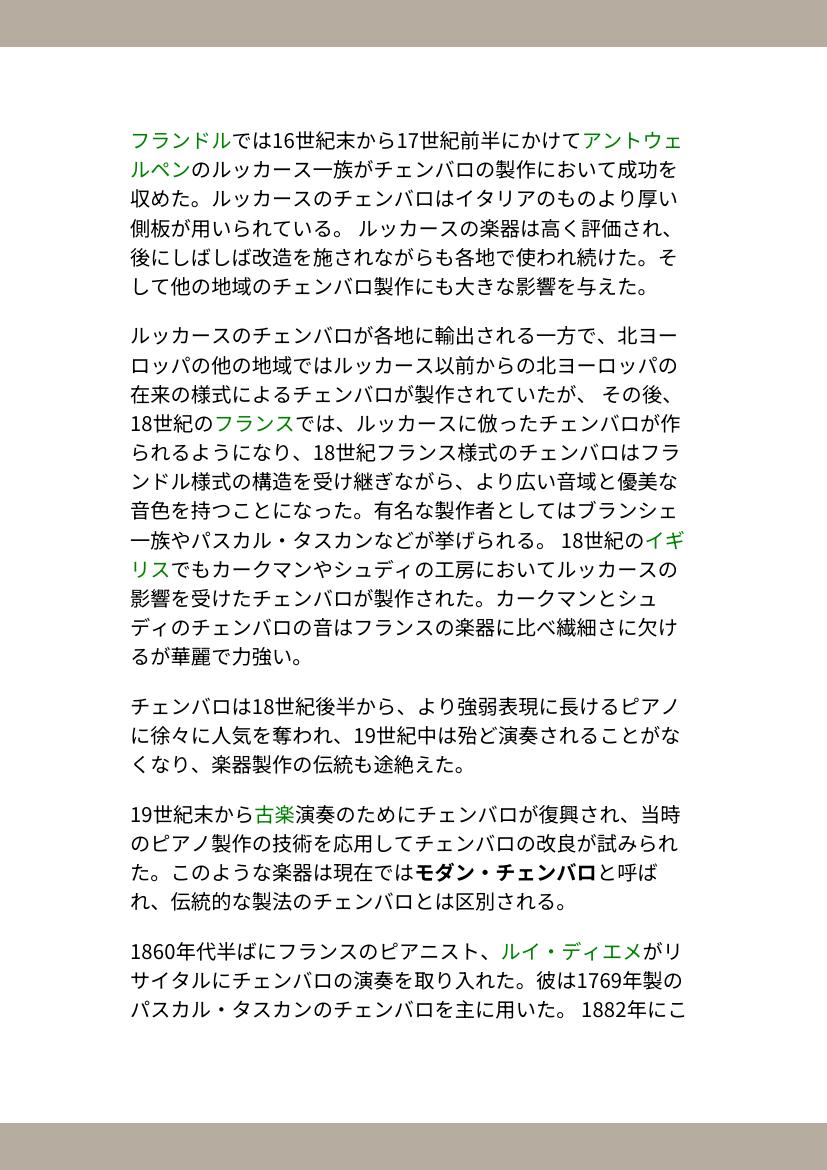 フランドルでは16世紀末から17世紀前半にかけてアントウェ
ルペンのルッカース一族がチェンバロの製作において成功を
収めた。ルッカースのチェンバロはイタリアのものより厚い
側板が用いられている。 ルッカースの楽器は高く評価され、
後にしばしば改造を施されながらも各地で使われ続けた。そ
して他の地域のチェンバロ製作にも大きな影響を与えた。
ルッカースのチェンバロが各地に輸出される一方で、北ヨー
ロッパの他の地域ではルッカース以前からの北ヨーロッパの
在来の様式によるチェンバロが製作されていたが、 その後、
18世紀のフランスでは、ルッカースに倣ったチェンバロが作
られるようになり、18世紀フランス様式のチェンバロはフラ
ンドル様式の構造を受け継ぎながら、より広い音域と優美な
音色を持つことになった。有名な製作者としてはブランシェ
一族やパスカル・タスカンなどが挙げられる。 18世紀のイギ
リスでもカークマンやシュディの工房においてルッカースの
影響を受けたチェンバロが製作された。カークマンとシュ
ディのチェンバロの音はフランスの楽器に比べ繊細さに欠け
るが華麗で力強い。
チェンバロは18世紀後半から、より強弱表現に長けるピアノ
に徐々に人気を奪われ、19世紀中は殆ど演奏されることがな
くなり、楽器製作の伝統も途絶えた。
19世紀末から古楽演奏のためにチェンバロが復興され、当時
のピアノ製作の技術を応用してチェンバロの改良が試みられ
た。このような楽器は現在ではモダン・チェンバロと呼ば
れ、伝統的な製法のチェンバロとは区別される。
1860年代半ばにフランスのピアニスト、ルイ・ディエメがリ
サイタルにチェンバロの演奏を取り入れた。彼は1769年製の
パスカル・タスカンのチェンバロを主に用いた。 1882年にこ